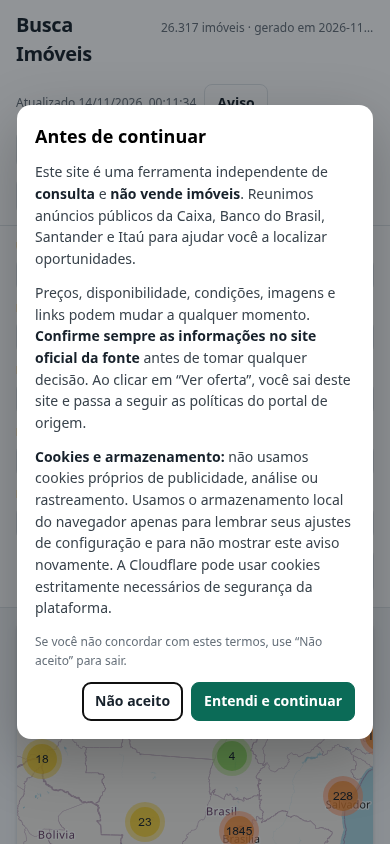 Busca
Imóveis
26.317 imóveis · gerado em 2026-11...
Atualizado 14/11/2026, 00:11:34
Aviso
Antes de continuar
Este site é uma ferramenta independente de
consulta e não vende imóveis. Reunimos
anúncios públicos da Caixa, Banco do Brasil,
Santander e Itaú para ajudar você a localizar
oportunidades.
Preços, disponibilidade, condições, imagens e
links podem mudar a qualquer momento.
Confirme sempre as informações no site
oficial da fonte antes de tomar qualquer
decisão. Ao clicar em “Ver oferta”, você sai deste
site e passa a seguir as políticas do portal de
origem.
Cookies e armazenamento: não usamos
cookies próprios de publicidade, análise ou
rastreamento. Usamos o armazenamento local
do navegador apenas para lembrar seus ajustes
de configuração e para não mostrar este aviso
novamente. A Cloudflare pode usar cookies
estritamente necessários de segurança da
plataforma.
Se você não concordar com estes termos, use “Não
aceito” para sair.
Não aceito
Entendi e continuar
18
4
228
Salvador
Brasil
23
1845
Brasília
Bolivia